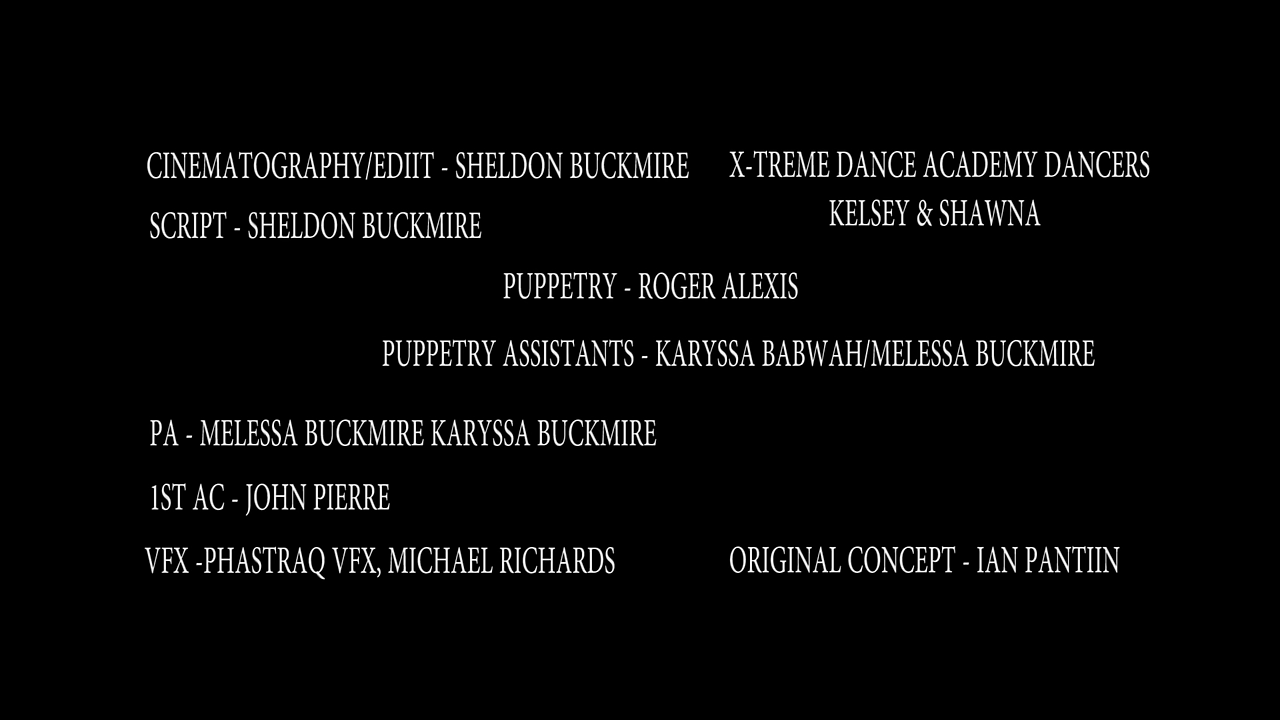 CINEMATOGRAPHY/EDIIT - SHELDON BUCKMIRE
X-TREME DANCE ACADEMY DANCERS
KELSEY & SHAWNA
SCRIPT - SHELDON BUCKMIRE
PUPPETRY - ROGER ALEXIS
PUPPETRY ASSISTANTS - KARYSSA BABWAH/MELESSA BUCKMIRE
PA - MELESSA BUCKMIRE KARYSSA BUCKMIRE
1ST AC - JOHN PIERRE
VFX -PHASTRAQ VFX, MICHAEL RICHARDS
ORIGINAL CONCEPT - IAN PANTIIN